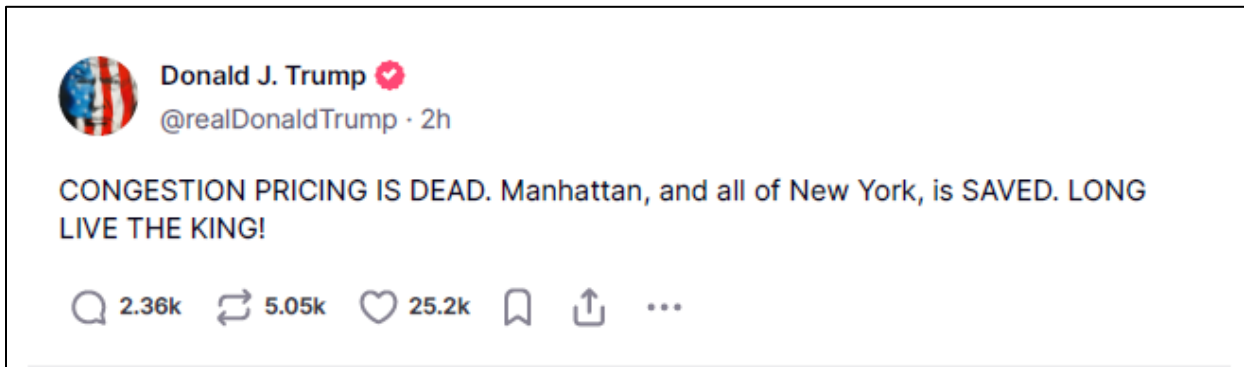 Donald J. Trump
@realDonaldTrump · 2h
CONGESTION PRICING IS DEAD. Manhattan, and all of New York, is SAVED. LONG
LIVE THE KING!
2.36k 5.05k 25.2k